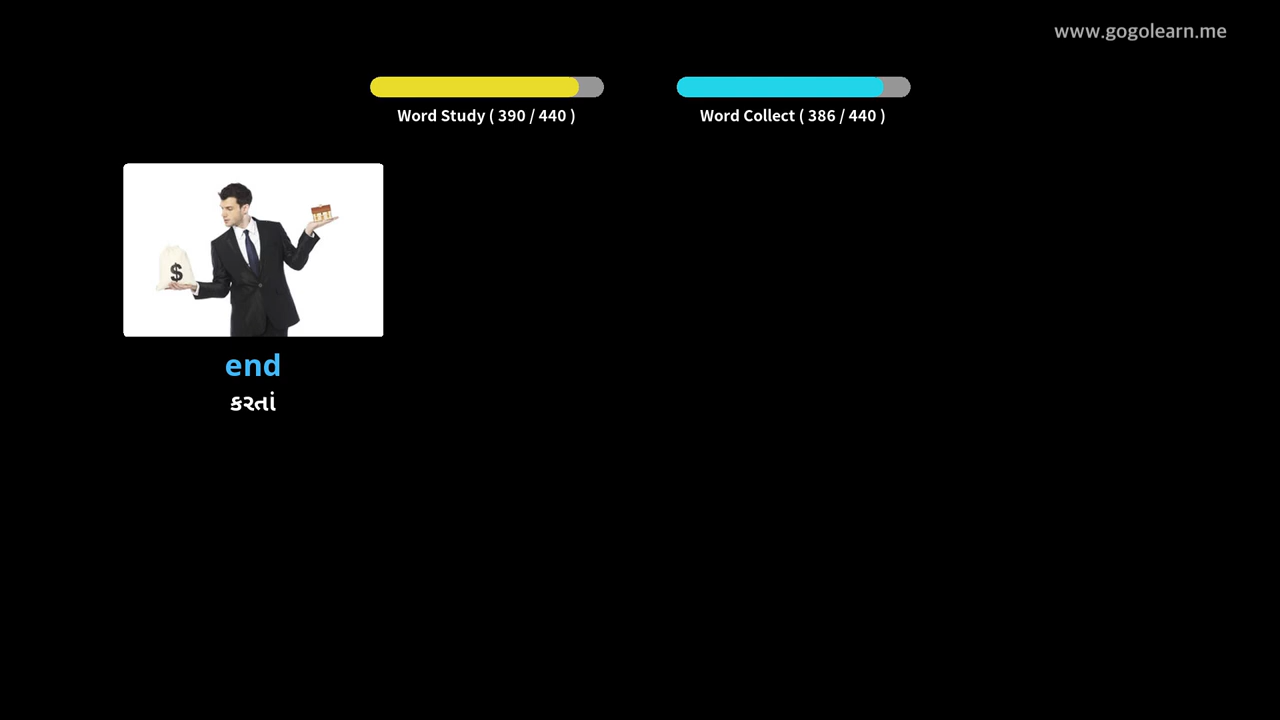 www.gogolearn.me
Word Study ( 390 / 440 )
Word Collect ( 386 / 440 )
$
end
કરતાં